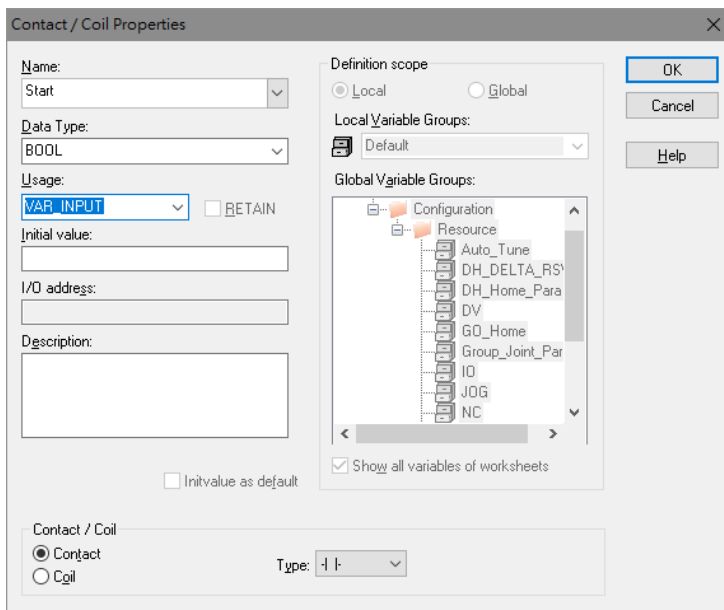 Contact / Coil Properties
Name:
Start
Data Type:
BOOL
Usage:
VAR_INPUT
RETAIN
Initial value:
I/O address:
Description:
Initvalue as default
Definition scope
Local
Global
Local Variable Groups:
Default
Global Variable Groups:
Configuration
Resource
Auto_Tune
DH_DELTA_RS
DH_Home_Para
DV
GO_Home
Group_Joint_Par
IO
JOG
NC
Show all variables of worksheets
OK
Cancel
Help
Contact / Coil
Contact
Coil
Type: -| |-